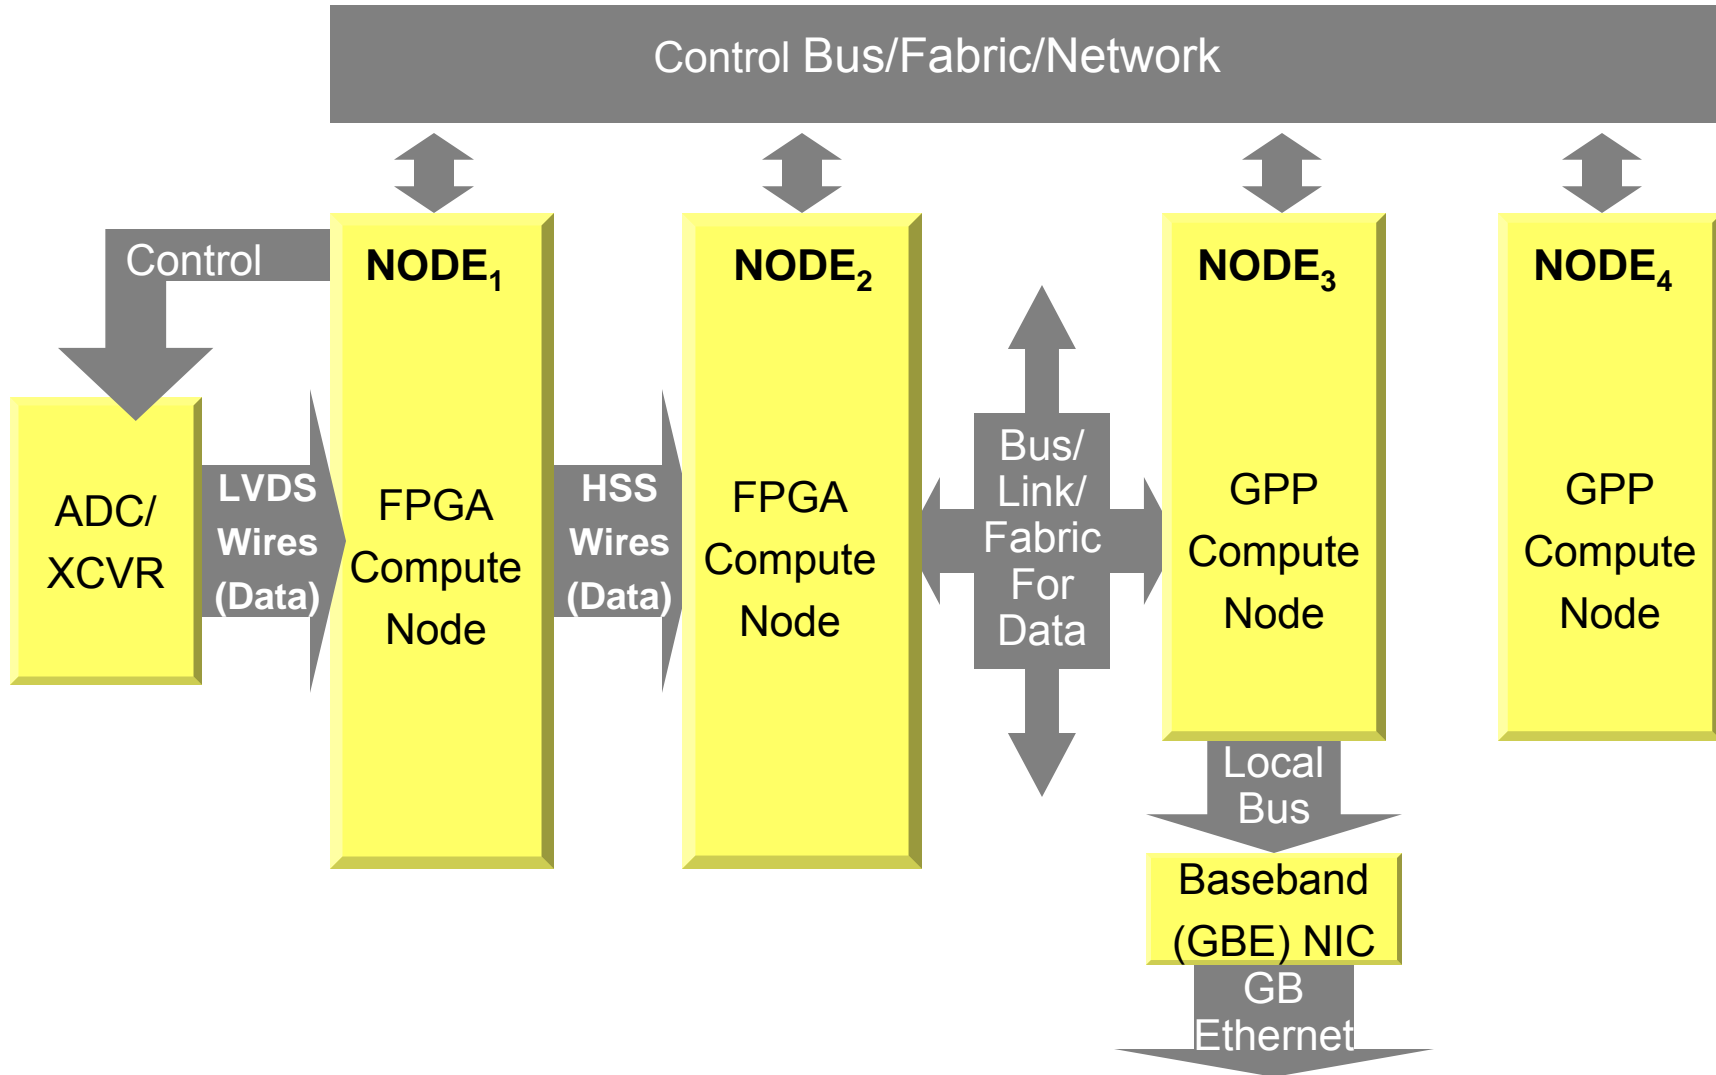 Control Bus/Fabric/Network
Control
NODE1
NODE2
NODE3
NODE4
ADC/
XCVR
LVDS
Wires
(Data)
FPGA
Compute
Node
HSS
Wires
(Data)
FPGA
Compute
Node
Bus/
Link/
Fabric
For
Data
GPP
Compute
Node
GPP
Compute
Node
Local
Bus
Baseband
(GBE) NIC
GB
Ethernet